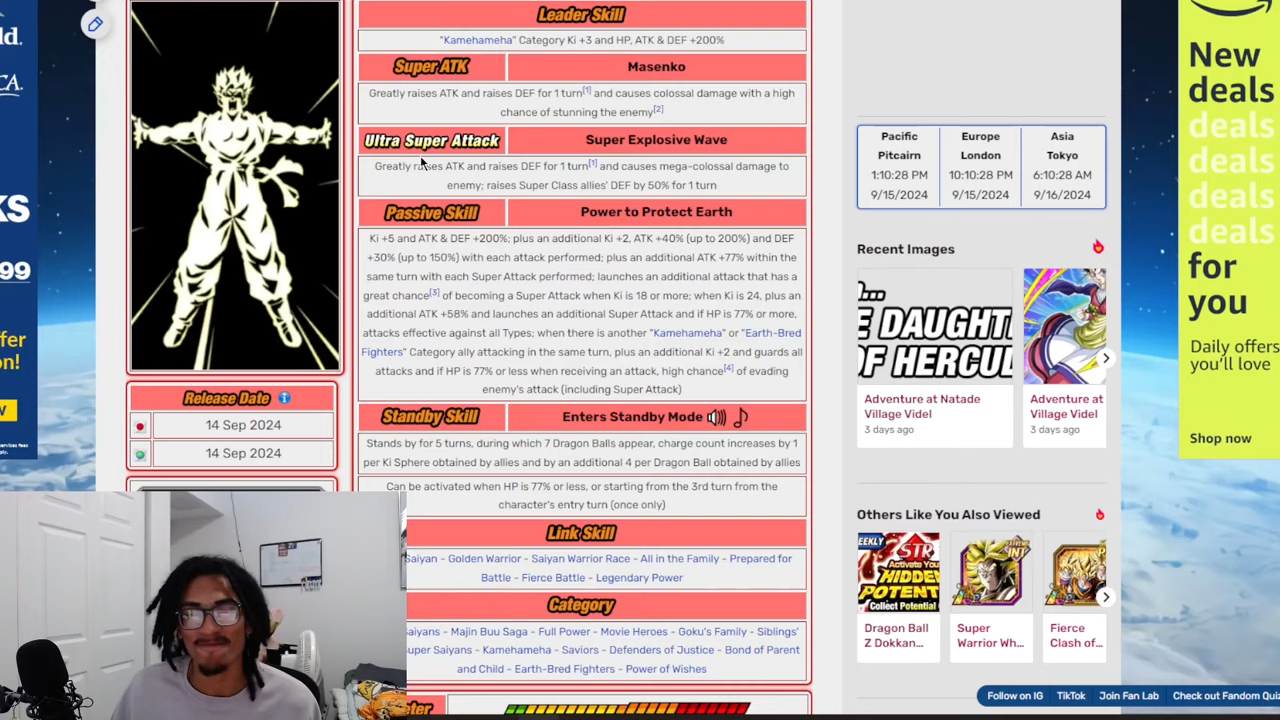 ld.
CA.
KS
99
ffer
on!
W
Leader Skill
"Kamehameha" Category Ki +3 and HP, ATK & DEF +200%
Super ATK
Masenko
Greatly raises ATK and raises DEF for 1 turn[1] and causes colossal damage with a high
chance of stunning the enemy[2]
Ultra Super Attack
Super Explosive Wave
Greatly raises ATK and raises DEF for 1 turn[1] and causes mega-colossal damage to
enemy; raises Super Class allies' DEF by 50% for 1 turn
Passive Skill
Power to Protect Earth
Ki +5 and ATK & DEF +200%; plus an additional Ki +2, ATK +40% (up to 200%) and DEF
+30% (up to 150%) with each attack performed; plus an additional ATK +77% within the
same turn with each Super Attack performed; launches an additional attack that has a
great chance[3] of becoming a Super Attack when Ki is 18 or more; when Ki is 24, plus an
additional ATK +58% and launches an additional Super Attack and if HP is 77% or more,
attacks effective against all Types; when there is another "Kamehameha" or "Earth-Bred
Fighters" Category ally attacking in the same turn, plus an additional Ki +2 and guards all
attacks and if HP is 77% or less when receiving an attack, high chance[4] of evading
enemy's attack (including Super Attack)
Standby Skill
Enters Standby Mode
Stands by for 5 turns, during which 7 Dragon Balls appear, charge count increases by 1
per Ki Sphere obtained by allies and by an additional 4 per Dragon Ball obtained by allies
Can be activated when HP is 77% or less, or starting from the 3rd turn from the
character's entry turn (once only)
Link Skill
Saiyan - Golden Warrior - Saiyan Warrior Race - All in the Family - Prepared for
Battle - Fierce Battle - Legendary Power
Category
aiyans - Majin Buu Saga - Full Power - Movie Heroes - Goku's Family - Siblings'
uper Saiyans - Kamehameha - Saviors - Defenders of Justice - Bond of Parent
and Child - Earth-Bred Fighters - Power of Wishes
ter
Release Date
14 Sep 2024
14 Sep 2024
Pacific
Pitcairn
1:10:28 PM
9/15/2024
Europe
London
10:10:28 PM
9/15/2024
Asia
Tokyo
6:10:28 AM
9/16/2024
Recent Images
E DAUGHT
OF HERCUL
Adventure at Natade
Village Videl
3 days ago
Adventure at
Village Videl
3 days ago
Others Like You Also Viewed
WEEKLY
STR
Activate You
HIDDE
POTENT
Collect Potential
Dragon Ball
Z Dokkan...
EXTREME
INT
Super
Warrior Wh...
Fierce
Clash of...
Follow on IG
TikTok
Join Fan Lab
Check out Fandom Quiz
New
deals
deals
deals
deals
for
you
Daily offers
you'll love
Shop now